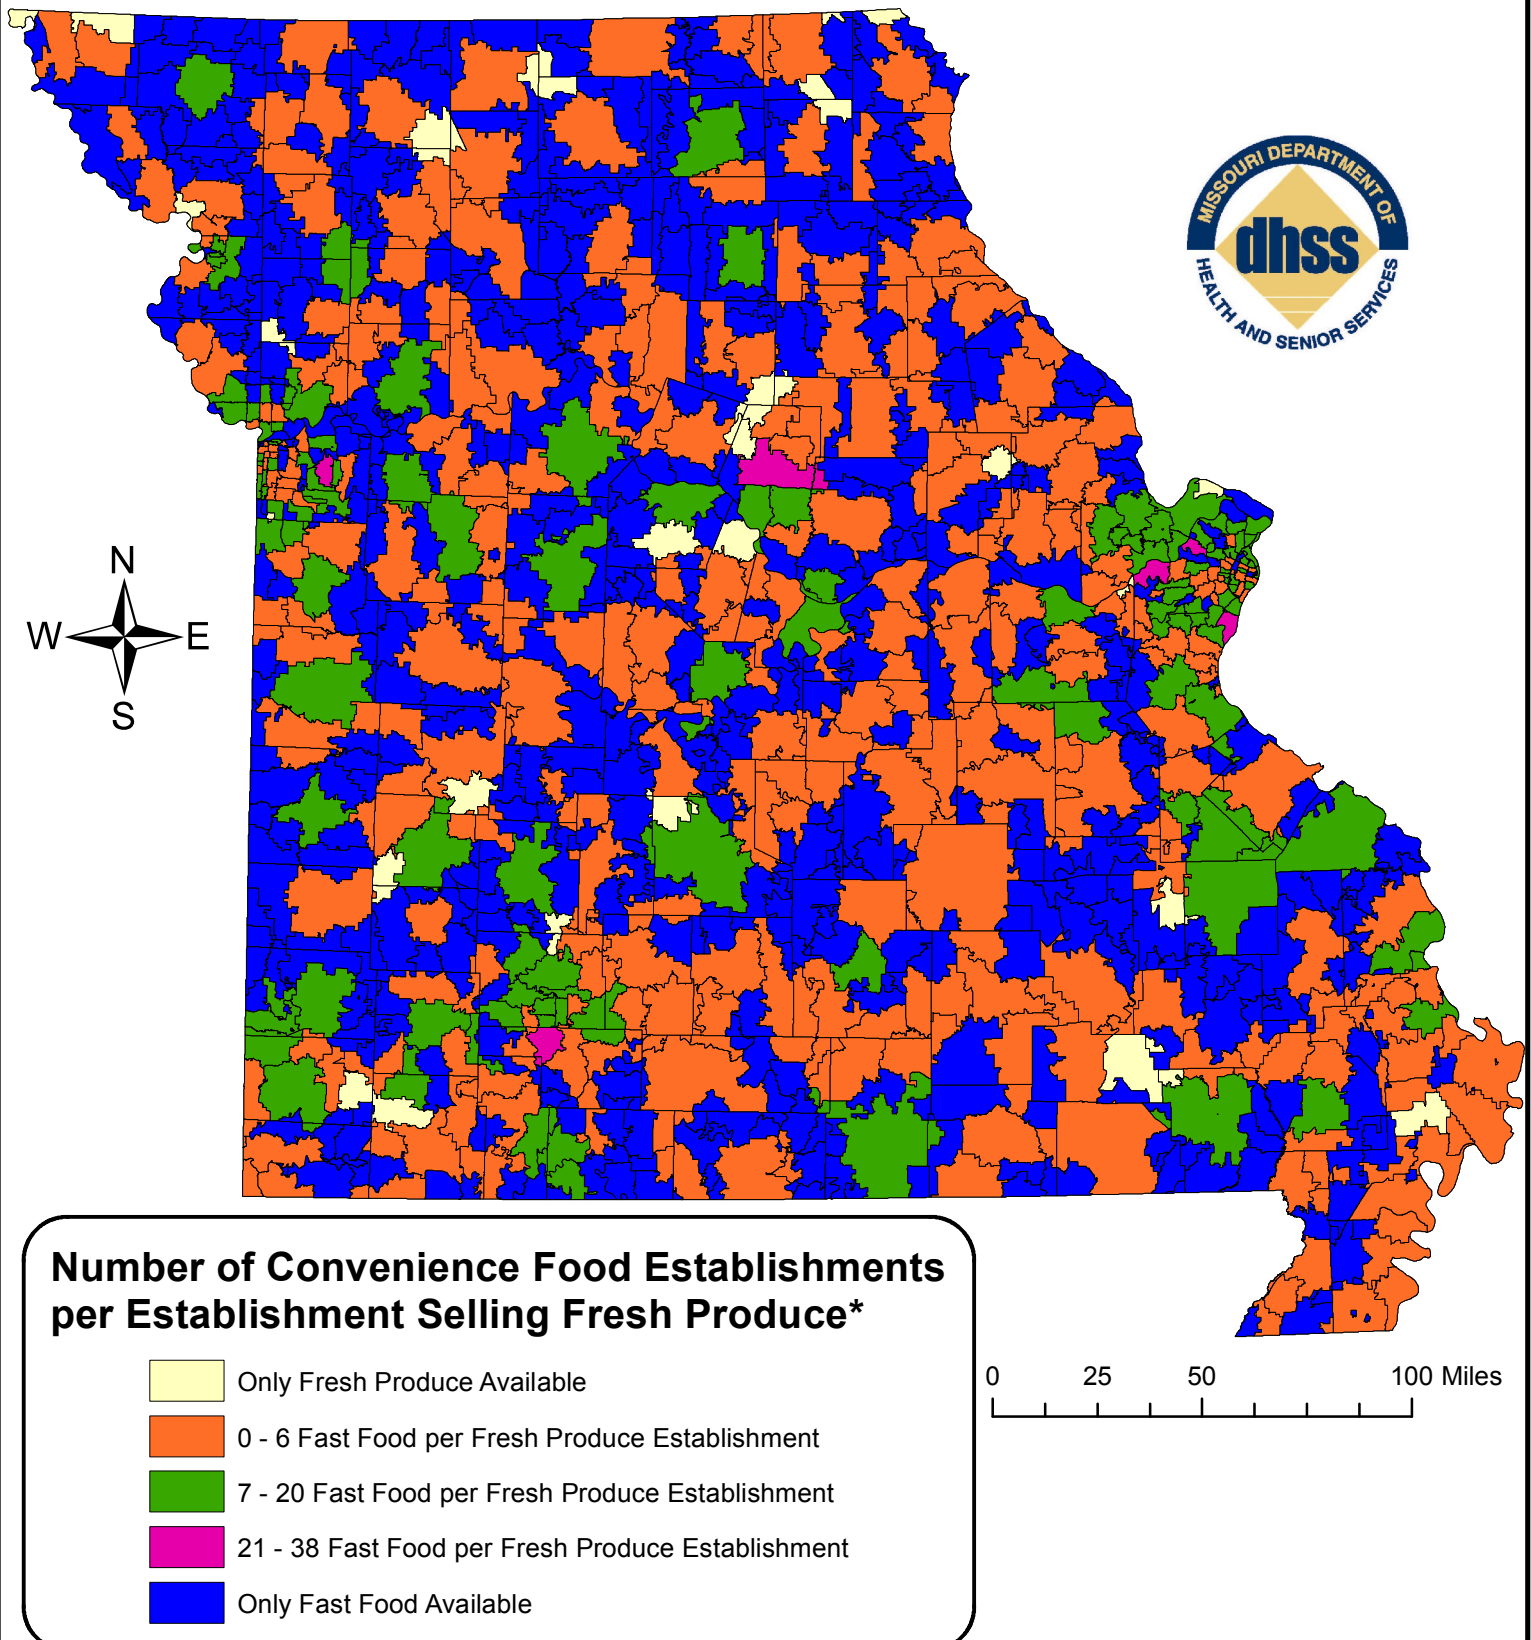 MISSOURI DEPARTMENT OF
dhss
HEALTH AND SENIOR SERVICES
N
W E
S
Number of Convenience Food Establishments
per Establishment Selling Fresh Produce*
Only Fresh Produce Available
0 - 6 Fast Food per Fresh Produce Establishment
7 - 20 Fast Food per Fresh Produce Establishment
21 - 38 Fast Food per Fresh Produce Establishment
Only Fast Food Available
0 25 50 100 Miles